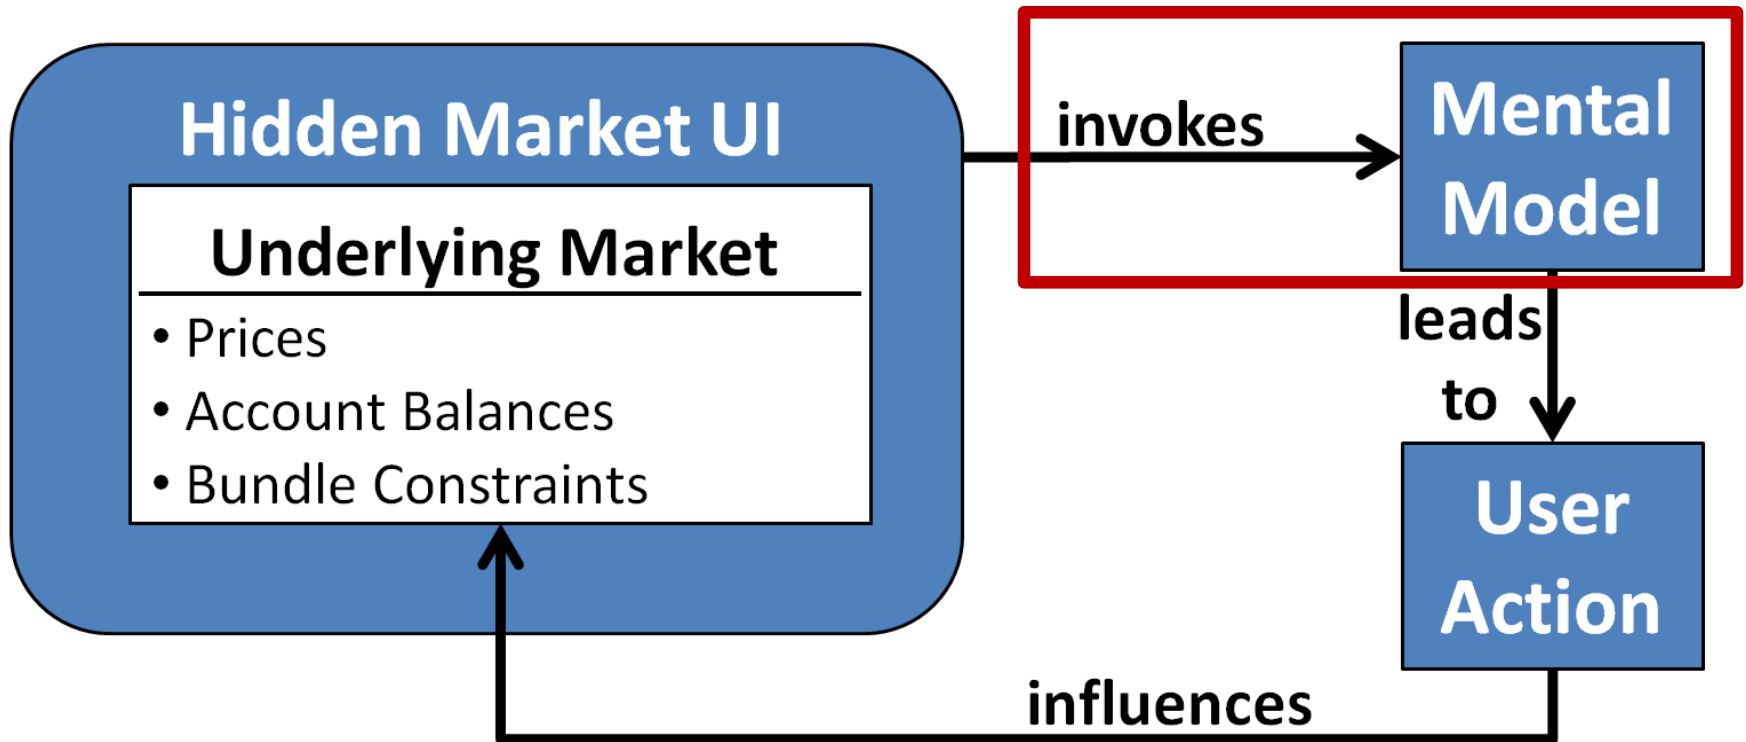 Hidden Market UI
Underlying Market
• Prices
• Account Balances
• Bundle Constraints
invokes
Mental
Model
leads
to
User
Action
influences